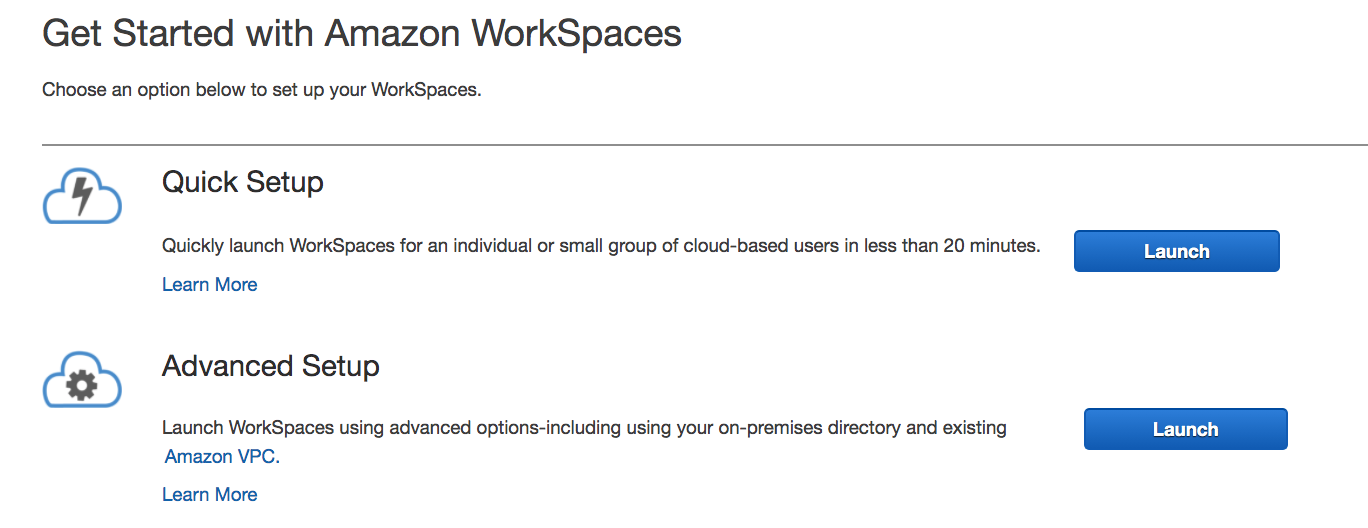 Get Started with Amazon WorkSpaces
Choose an option below to set up your WorkSpaces.
Quick Setup
Quickly launch WorkSpaces for an individual or small group of cloud-based users in less than 20 minutes.
Launch
Learn More
Advanced Setup
Launch WorkSpaces using advanced options-including using your on-premises directory and existing
Amazon VPC.
Launch
Learn More